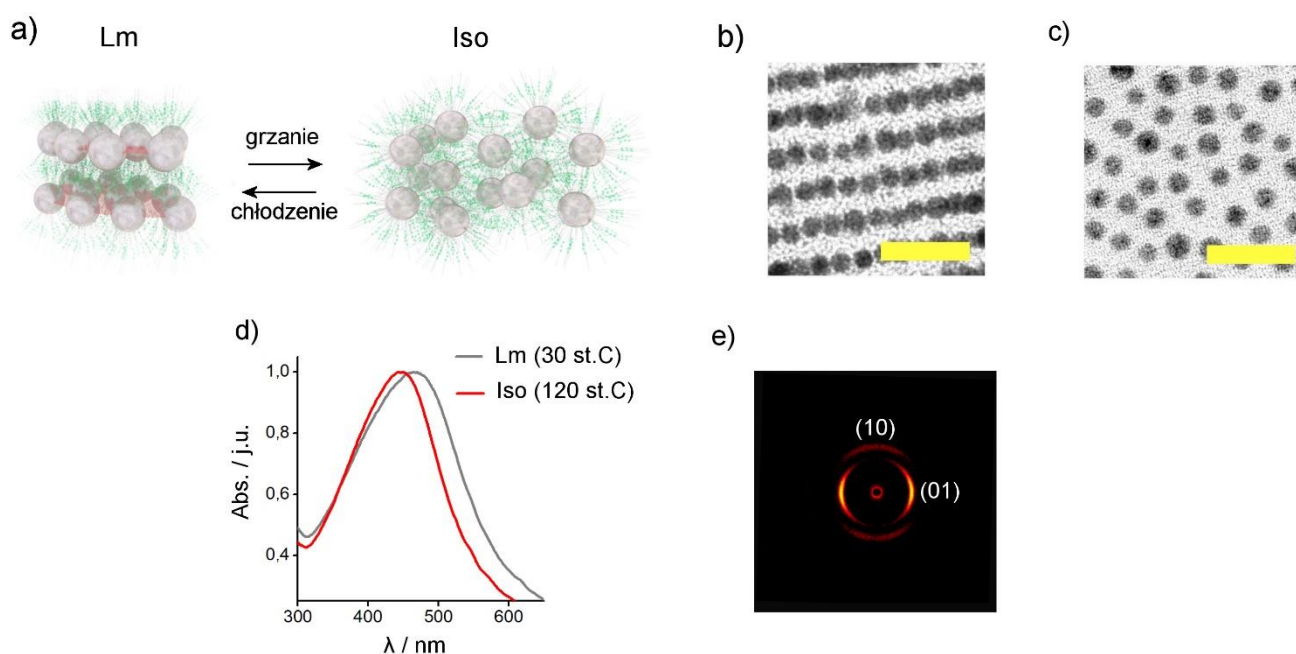 a)
Lm
Iso
grzanie
chłodzenie
b)
c)
d)
Lm (30 st.C)
Iso (120 st.C)
1,0
0,8
0,6
0.4
Abs. / j.u.
300
400
500
600
λ / nm
e)
(10)
(01)